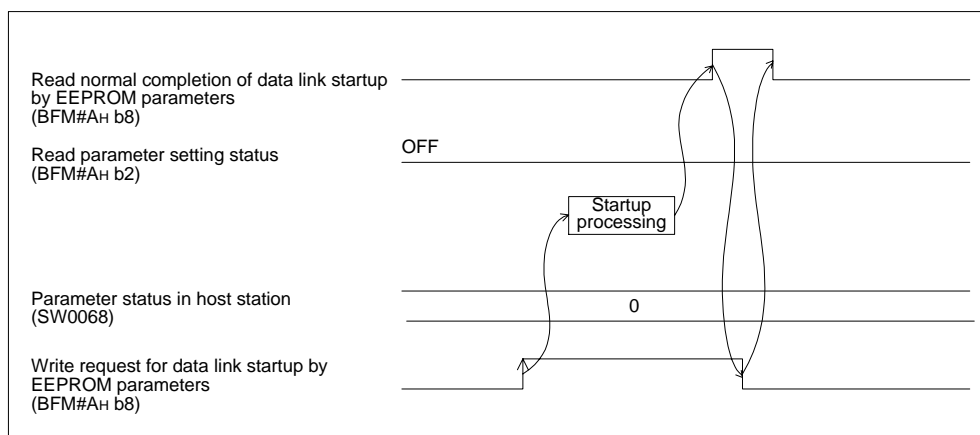 Read normal completion of data link startup
by EEPROM parameters
(BFM#AH b8)
Read parameter setting status
(BFM#AH b2)
OFF
Startup
processing
Parameter status in host station
(SW0068)
0
Write request for data link startup by
EEPROM parameters
(BFM#AH b8)